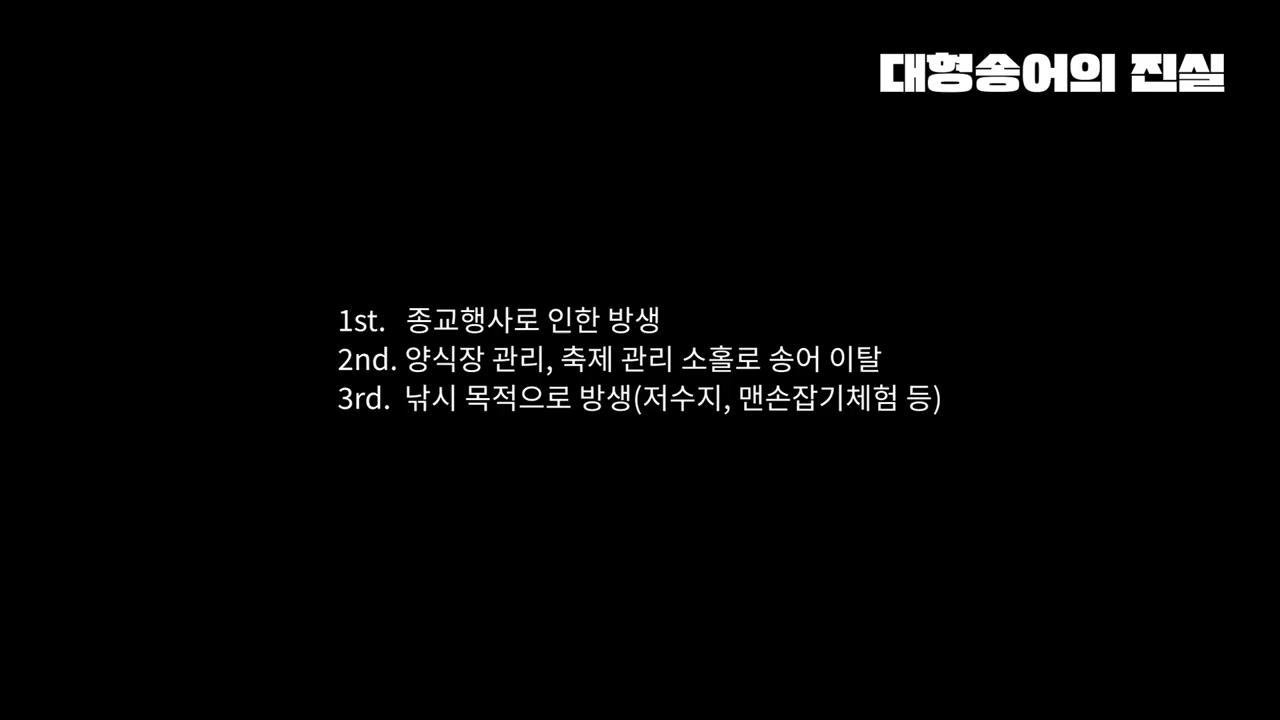 대형송어의 진실
1st. 종교행사로 인한 방생
2nd. 양식장 관리, 축제 관리 소홀로 송어 이탈
3rd. 낚시 목적으로 방생(저수지, 맨손잡기체험 등)